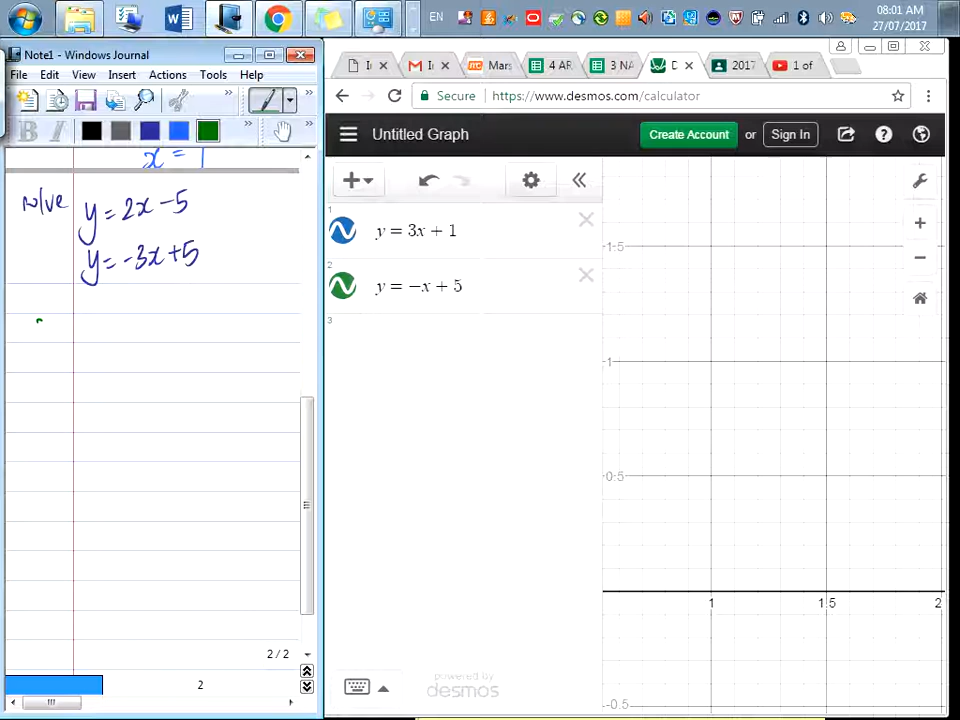 EN
08:01 AM
27/07/2017
Note1 - Windows Journal
File Edit View Insert Actions Tools Help
B I
x = 1
solve y = 2x - 5
y = -3x + 5
2 / 2
2
Mars
4 AR
3 NA
D
2017
1 of
Secure https://www.desmos.com/calculator
Untitled Graph
Create Account or Sign In
1
y = 3x + 1
2
y = −x + 5
3
powered by
desmos
1.5
1
0.5
1
1.5
2
-0.5